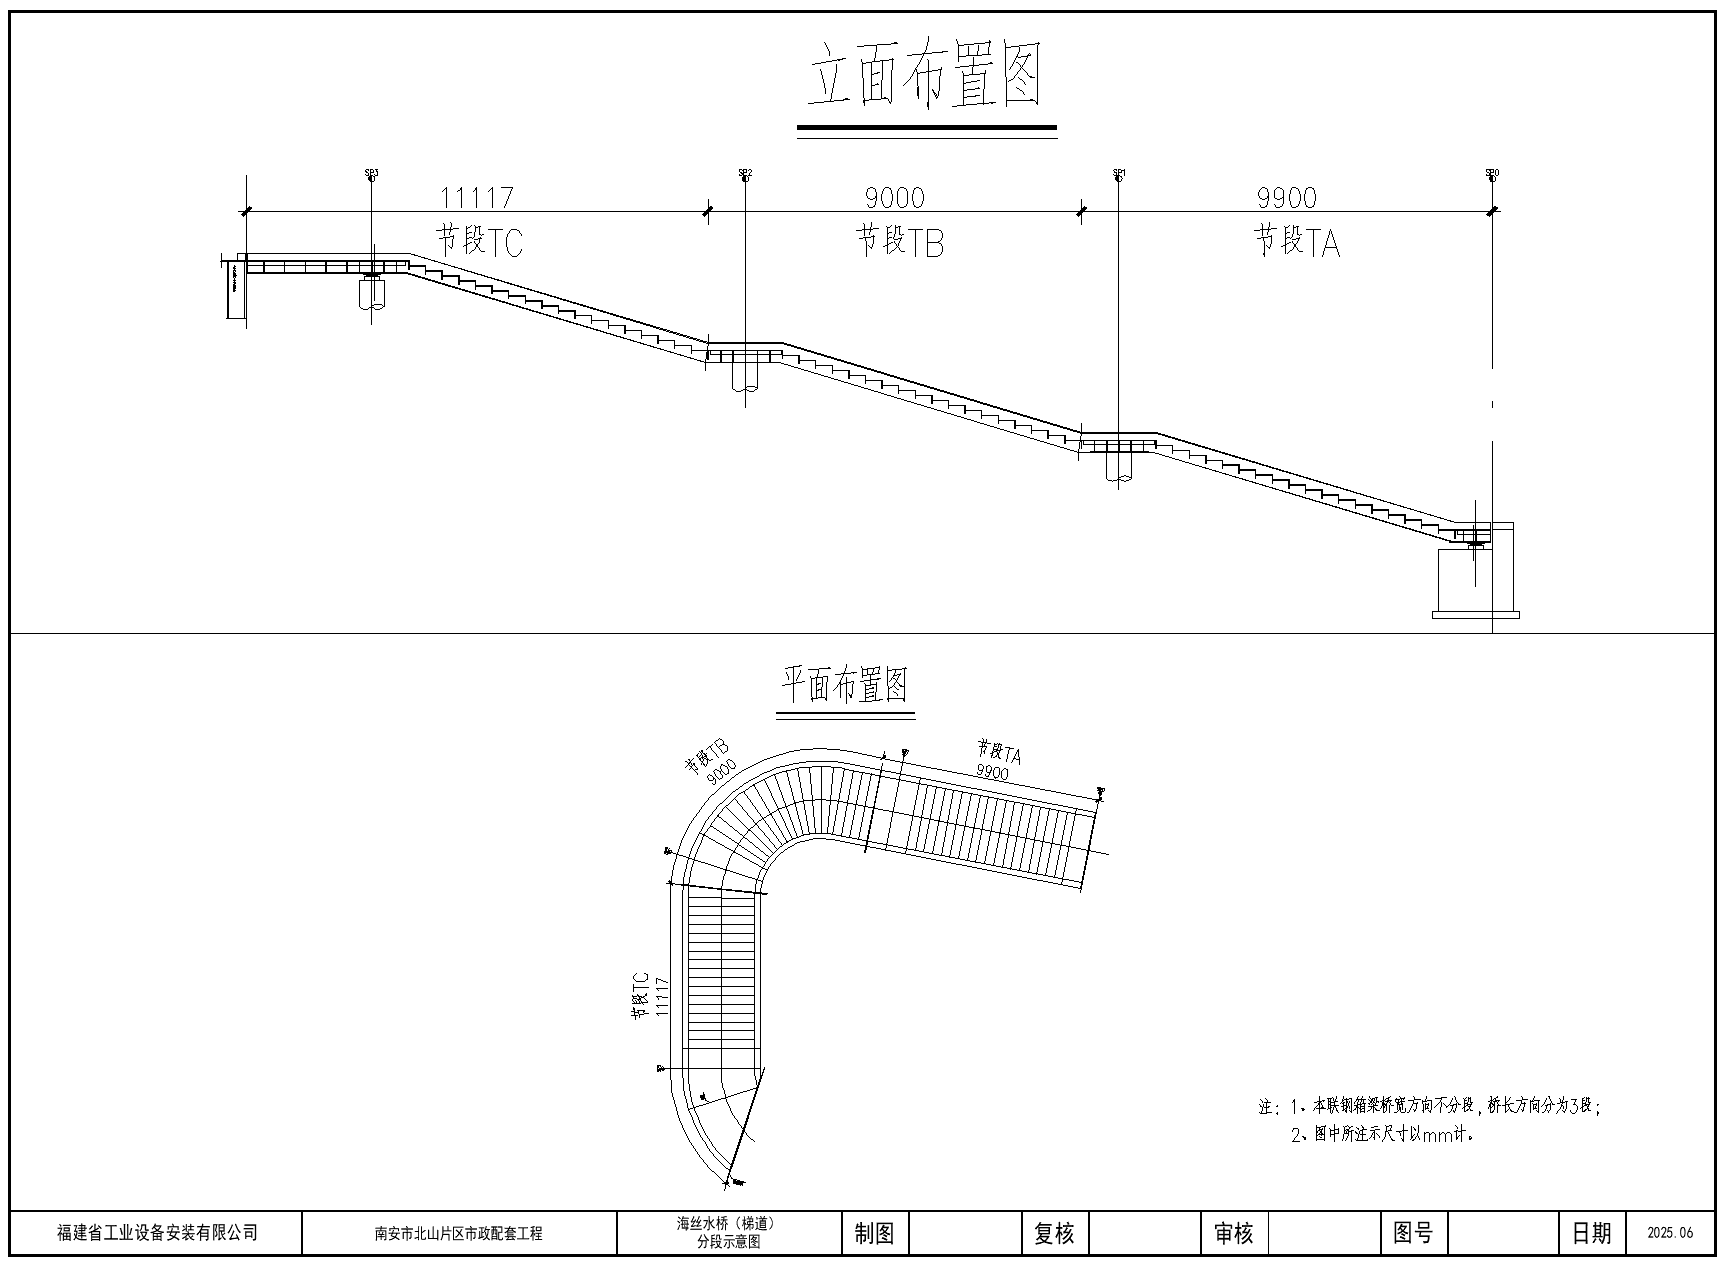 立面布置图
SP3 SP2 SP1 SP0
11117 9000 9900
节段TC 节段TB 节段TA
平面布置图
节段TB
9000
节段TA
9900
节段TC
11117
注：1、本联钢箱梁桥宽方向不分段，桥长方向分为3段；
2、图中所注示尺寸以mm计。
福建省工业设备安装有限公司 南安市北山片区市政配套工程 海丝水桥（梯道） 制图 复核 审核 图号 日期 2025.06
分段示意图